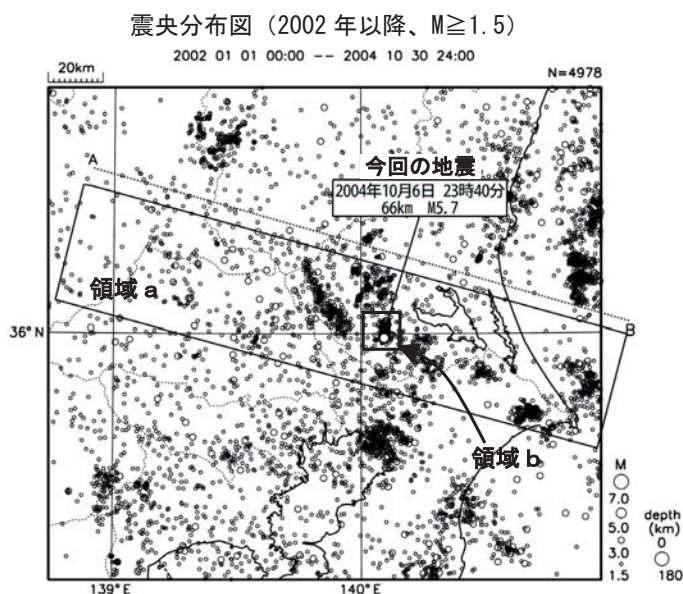 震央分布図（2002年以降、M≧1.5）
2002 01 01 00:00 -- 2004 10 30 24:00
20km
N=4978
A
今回の地震
2004年10月6日 23時40分
66km M5.7
領域a
36°N
B
領域b
M
7.0
5.0
3.0
1.5
depth
(km)
0
180
139°E
140°E